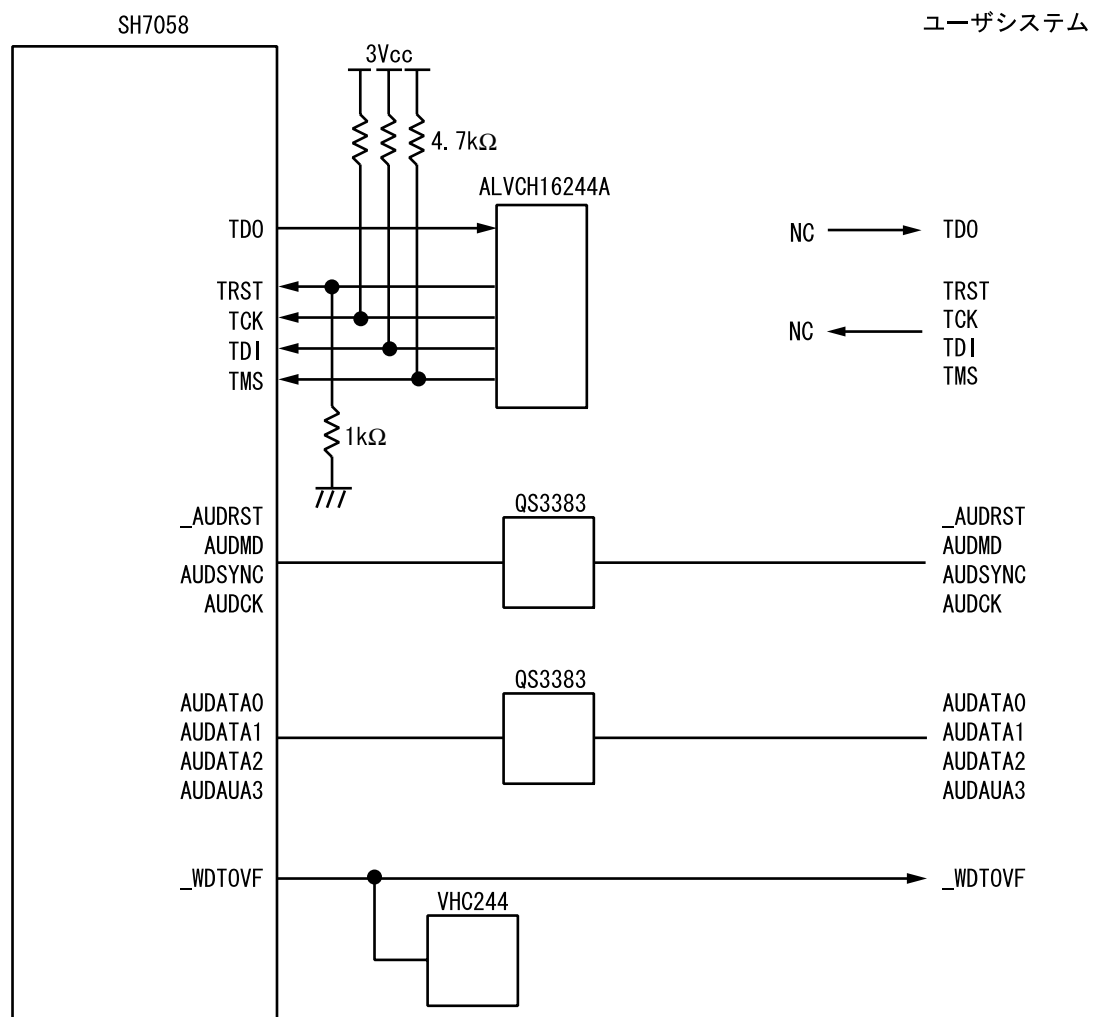 SH7058
ユーザシステム
3Vcc
4.7kΩ
ALVCH16244A
TDO
NC
TDO
TRST
TCK
TDI
TMS
NC
TRST
TCK
TDI
TMS
1kΩ
QS3383
_AUDRST
AUDMD
AUDSYNC
AUDCK
_AUDRST
AUDMD
AUDSYNC
AUDCK
QS3383
AUDATA0
AUDATA1
AUDATA2
AUDAUA3
AUDATA0
AUDATA1
AUDATA2
AUDAUA3
_WDTOVF
_WDTOVF
VHC244